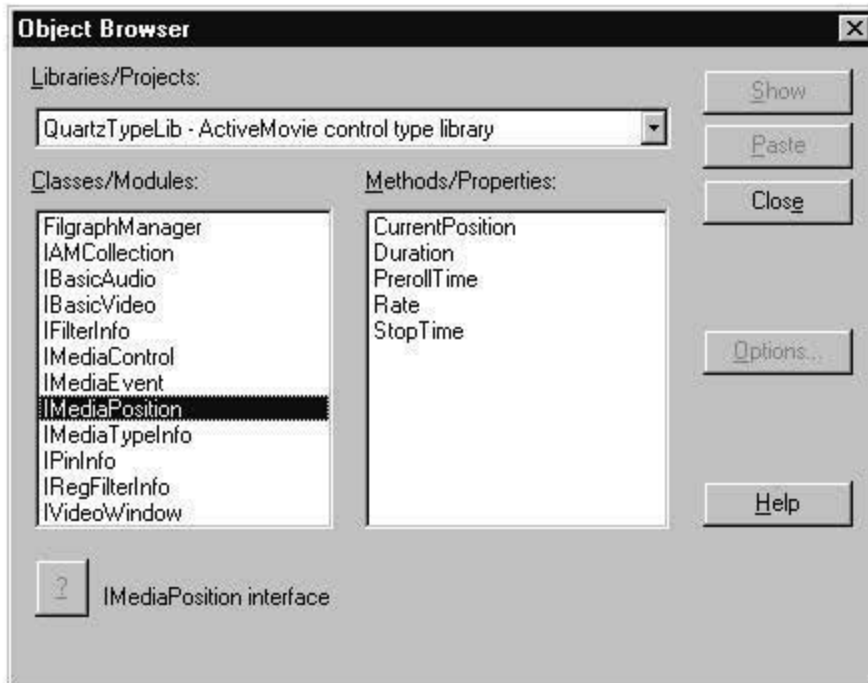 Object Browser
Libraries/Projects:
Show
QuartzTypeLib - ActiveMovie control type library
Paste
Classes/Modules:
Methods/Properties:
Close
FilgraphManager
IAMCollection
IBasicAudio
IBasicVideo
IFilterInfo
IMediaControl
IMediaEvent
IMediaPosition
IMediaTypeInfo
IPinInfo
IRegFilterInfo
IVideoWindow
CurrentPosition
Duration
PrerollTime
Rate
StopTime
Options...
Help
?
IMediaPosition interface